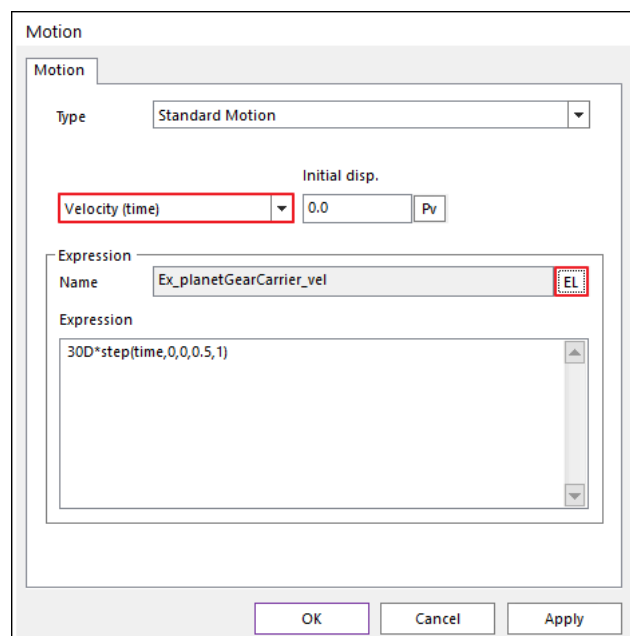 Motion
Motion
Type
Standard Motion
Initial disp.
Velocity (time)
0.0
Pv
Expression
Name
Ex_planetGearCarrier_vel
EL
Expression
30D*step(time,0,0,0.5,1)
OK
Cancel
Apply